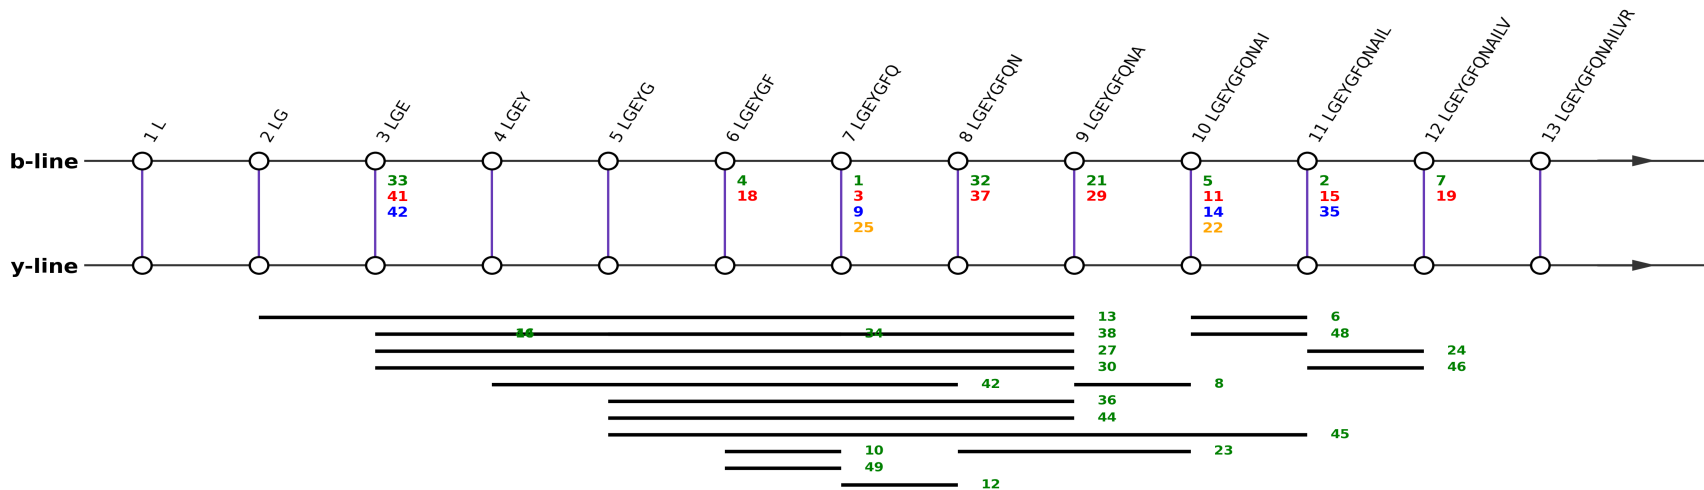 1 L
2 LG
3 LGE
4 LGEY
5 LGEYG
6 LGEYGF
7 LGEYGFQ
8 LGEYGFQN
9 LGEYGFQNA
10 LGEYGFQNAI
11 LGEYGFQNAIL
12 LGEYGFQNAILV
13 LGEYGFQNAILVR
b-line
33 4 1 32 21 5 2 7
41 18 3 37 29 11 15 19
42 9 14 35
25 22
y-line
13 6
34 38 48
27 24
30 46
42 8
36
44
45
10 23
49
12